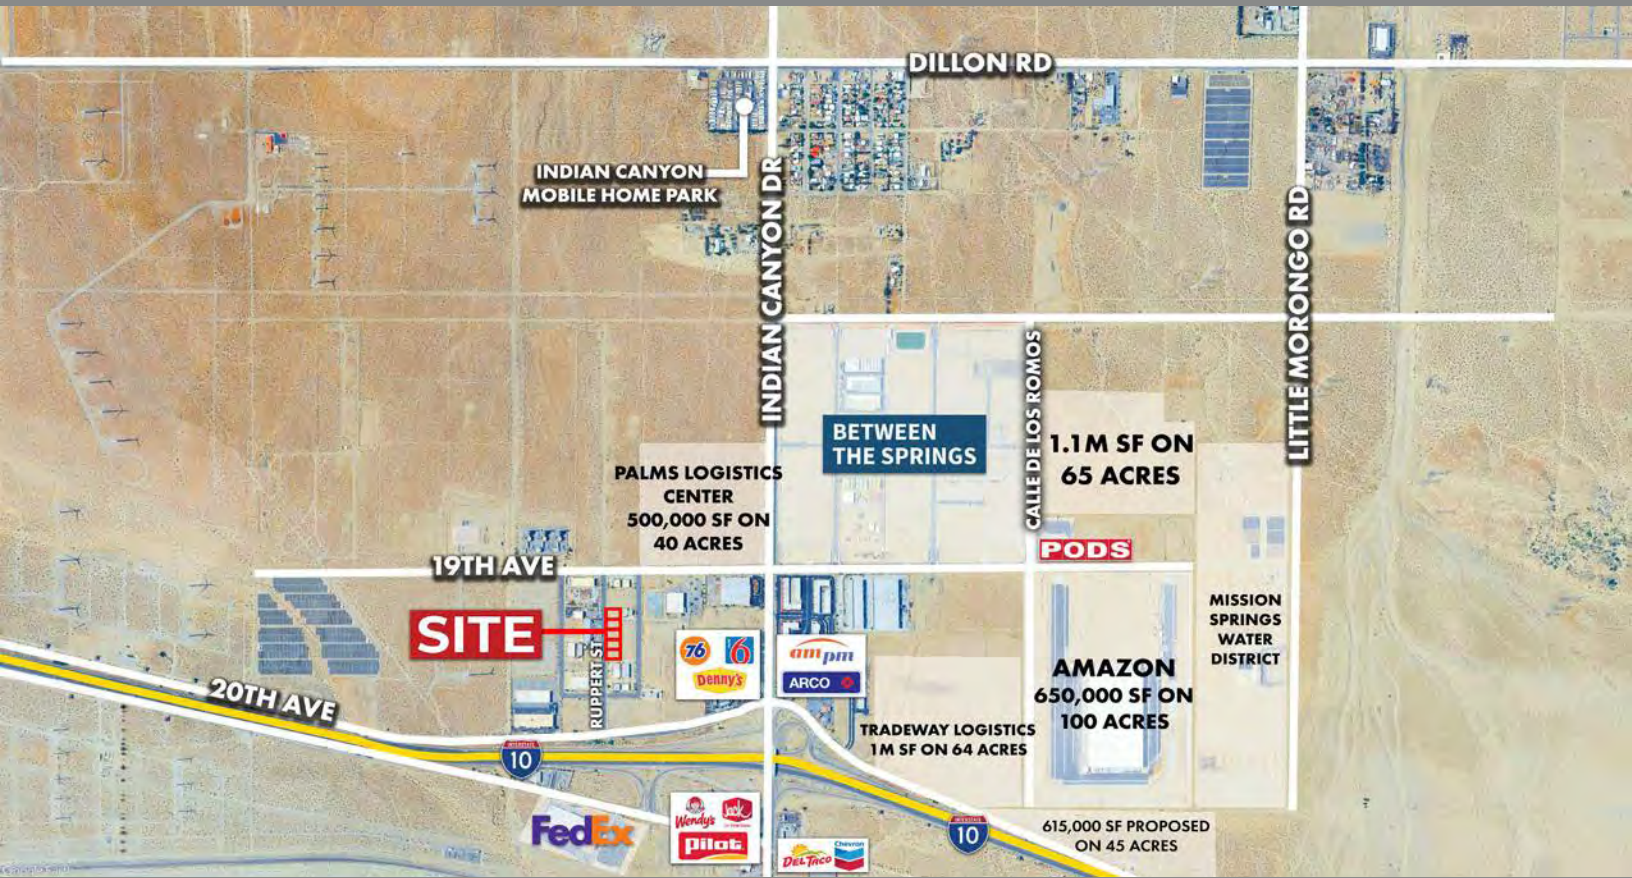 DILLON RD
INDIAN CANYON
MOBILE HOME PARK
INDIAN CANYON DR
LITTLE MORONGO RD
CALLE DE LOS ROMOS
BETWEEN
THE SPRINGS
1.1M SF ON
65 ACRES
PALMS LOGISTICS
CENTER
500,000 SF ON
40 ACRES
PODS
19TH AVE
SITE
RUPPERT ST
76
6
Denny's
ampm
ARCO
MISSION
SPRINGS
WATER
DISTRICT
AMAZON
650,000 SF ON
100 ACRES
20TH AVE
TRADEWAY LOGISTICS
1M SF ON 64 ACRES
INTERSTATE
10
FedEx
Wendy's
Jack
Pilot
DEL TACO
Chevron
INTERSTATE
10
615,000 SF PROPOSED
ON 45 ACRES